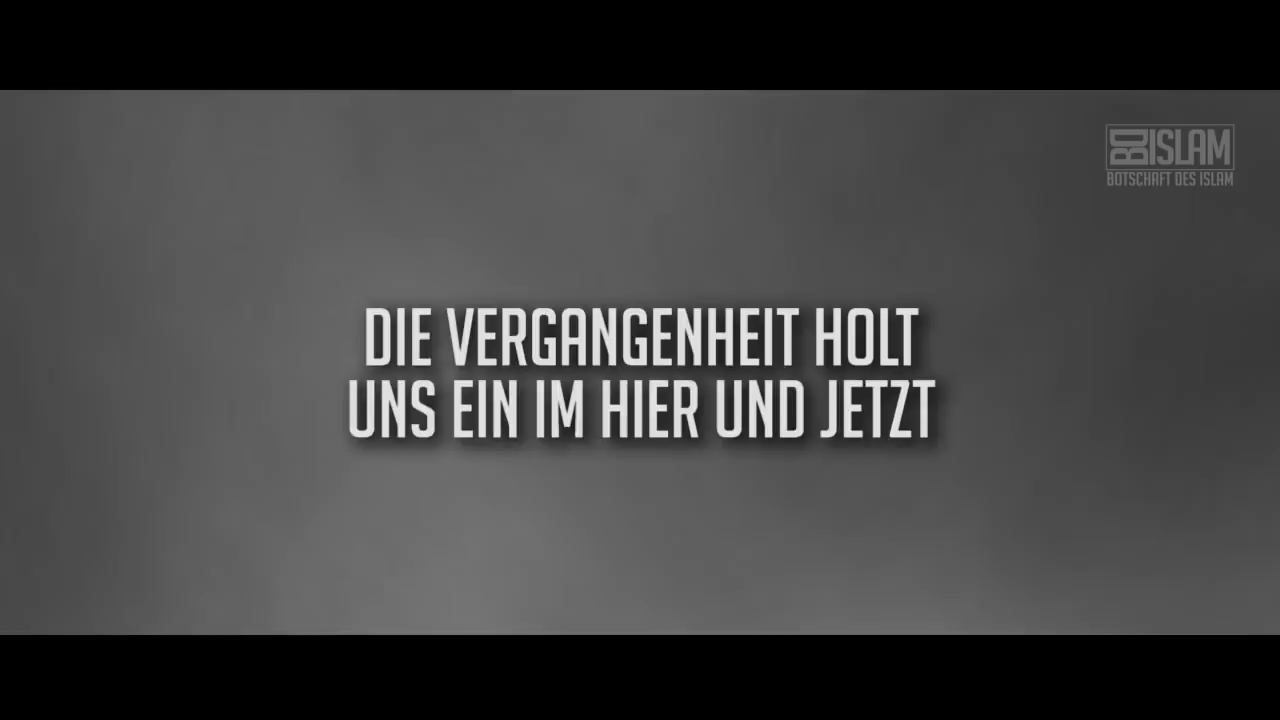 BDISLAM
BOTSCHAFT DES ISLAM
DIE VERGANGENHEIT HOLT
UNS EIN IM HIER UND JETZT